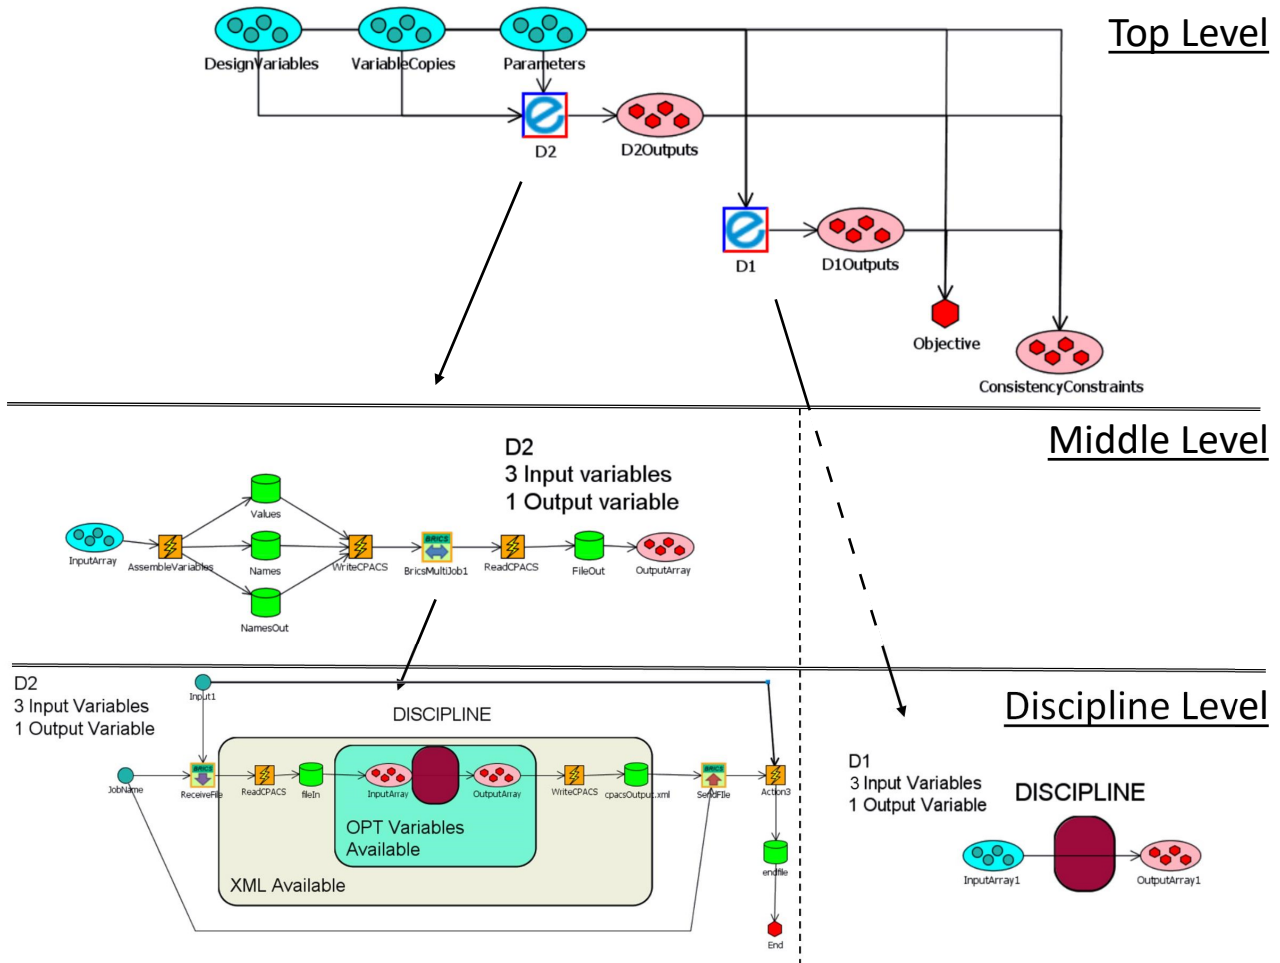 Top Level
DesignVariables
VariableCopies
Parameters
D2
D2Outputs
D1
D1Outputs
Objective
ConsistencyConstraints
Middle Level
D2
3 Input variables
1 Output variable
Values
InputArray
AssembleVariables
Names
WriteCPACS
BRICS
BricsMultiJob1
ReadCPACS
FileOut
OutputArray
NamesOut
Discipline Level
D2
3 Input Variables
1 Output Variable
Input1
DISCIPLINE
JobName
BRICS
ReceiveFile
ReadCPACS
fileIn
InputArray
OutputArray
WriteCPACS
cpacsOutput.xml
BRICS
SendFile
Action3
OPT Variables
Available
XML Available
endfile
End
D1
3 Input Variables
1 Output Variable
DISCIPLINE
InputArray1
OutputArray1